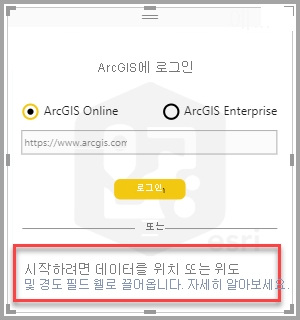 ArcGIS에 로그인
ArcGIS Online ArcGIS Enterprise
https://www.arcgis.com
로그인
또는
esri
시작하려면 데이터를 위치 또는 위도
및 경도 필드 웰로 끌어옵니다. 자세히 알아보세요.